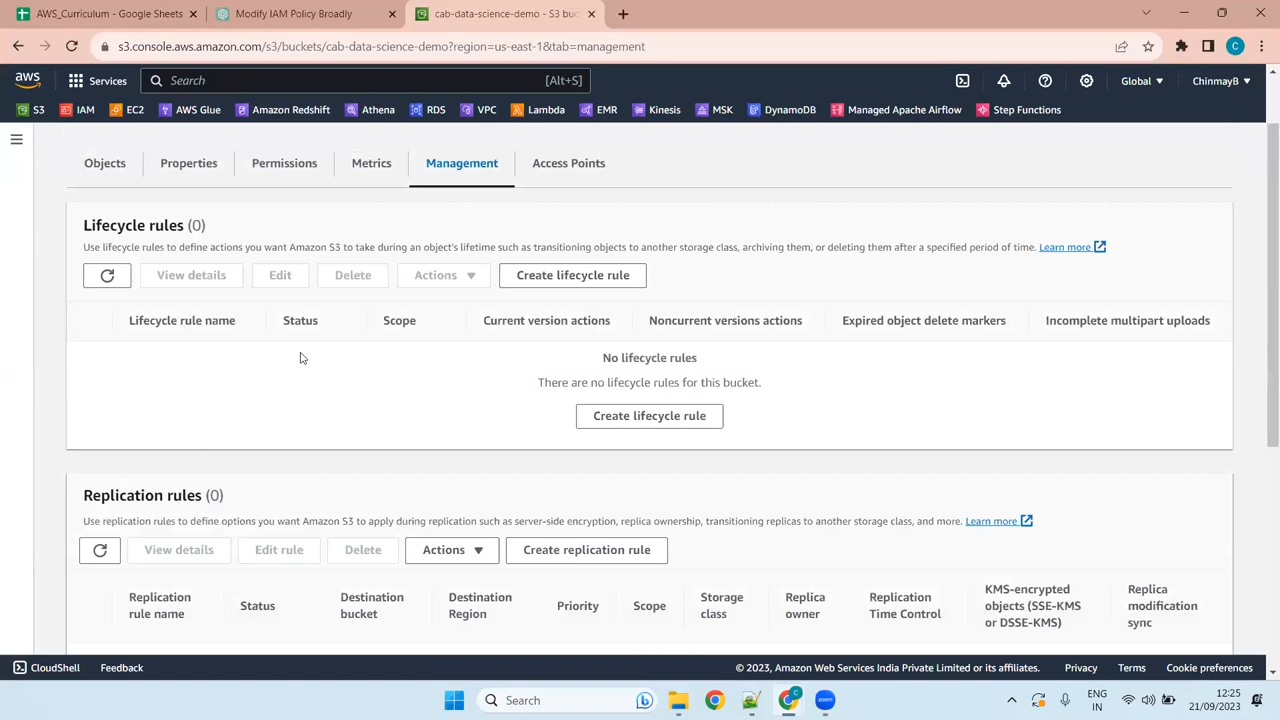 AWS_Curriculum - Google Sheets
Modify IAM Policy Broadly
cab-data-science-demo - S3 buc
s3.console.aws.amazon.com/s3/buckets/cab-data-science-demo?region=us-east-1&tab=management
aws Services Search [Alt+S] Global ChinmayB
S3 IAM EC2 AWS Glue Amazon Redshift Athena RDS VPC Lambda EMR Kinesis MSK DynamoDB Managed Apache Airflow Step Functions
Objects Properties Permissions Metrics Management Access Points
Lifecycle rules (0)
Use lifecycle rules to define actions you want Amazon S3 to take during an object's lifetime such as transitioning objects to another storage class, archiving them, or deleting them after a specified period of time. Learn more
View details Edit Delete Actions Create lifecycle rule
Lifecycle rule name Status Scope Current version actions Noncurrent versions actions Expired object delete markers Incomplete multipart uploads
No lifecycle rules
There are no lifecycle rules for this bucket.
Create lifecycle rule
Replication rules (0)
Use replication rules to define options you want Amazon S3 to apply during replication such as server-side encryption, replica ownership, transitioning replicas to another storage class, and more. Learn more
View details Edit rule Delete Actions Create replication rule
Replication rule name
Status
Destination bucket
Destination Region
Priority
Scope
Storage class
Replica owner
Replication Time Control
KMS-encrypted objects (SSE-KMS or DSSE-KMS)
Replica modification sync
CloudShell Feedback © 2023, Amazon Web Services India Private Limited or its affiliates. Privacy Terms Cookie preferences
Search
zoom
ENG
IN
12:25
21/09/2023